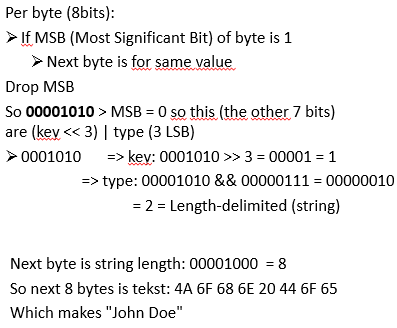 Per byte (8bits):
➢ If MSB (Most Significant Bit) of byte is 1
➢ Next byte is for same value
Drop MSB
So 00001010 > MSB = 0 so this (the other 7 bits)
are (key << 3) | type (3 LSB)
➢ 0001010 => key: 0001010 >> 3 = 00001 = 1
=> type: 00001010 && 00000111 = 00000010
= 2 = Length-delimited (string)
Next byte is string length: 00001000 = 8
So next 8 bytes is tekst: 4A 6F 68 6E 20 44 6F 65
Which makes "John Doe"